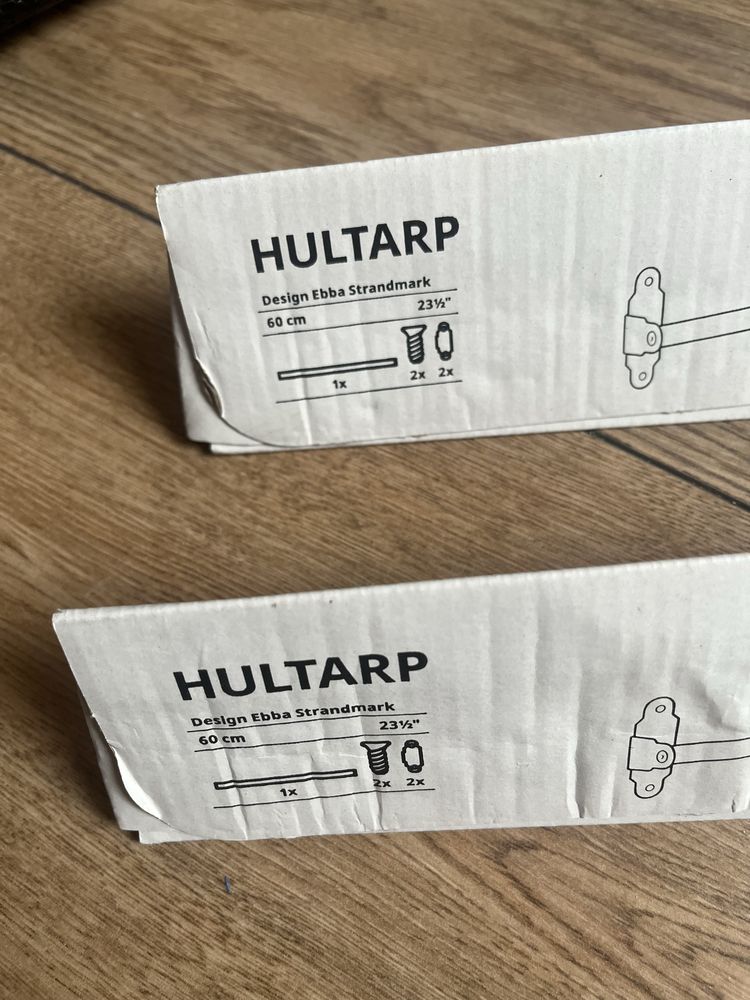 HULTARP
Design Ebba Strandmark
60 cm 23½"
1x 2x 2x
HULTARP
Design Ebba Strandmark
60 cm 23½"
1x 2x 2x